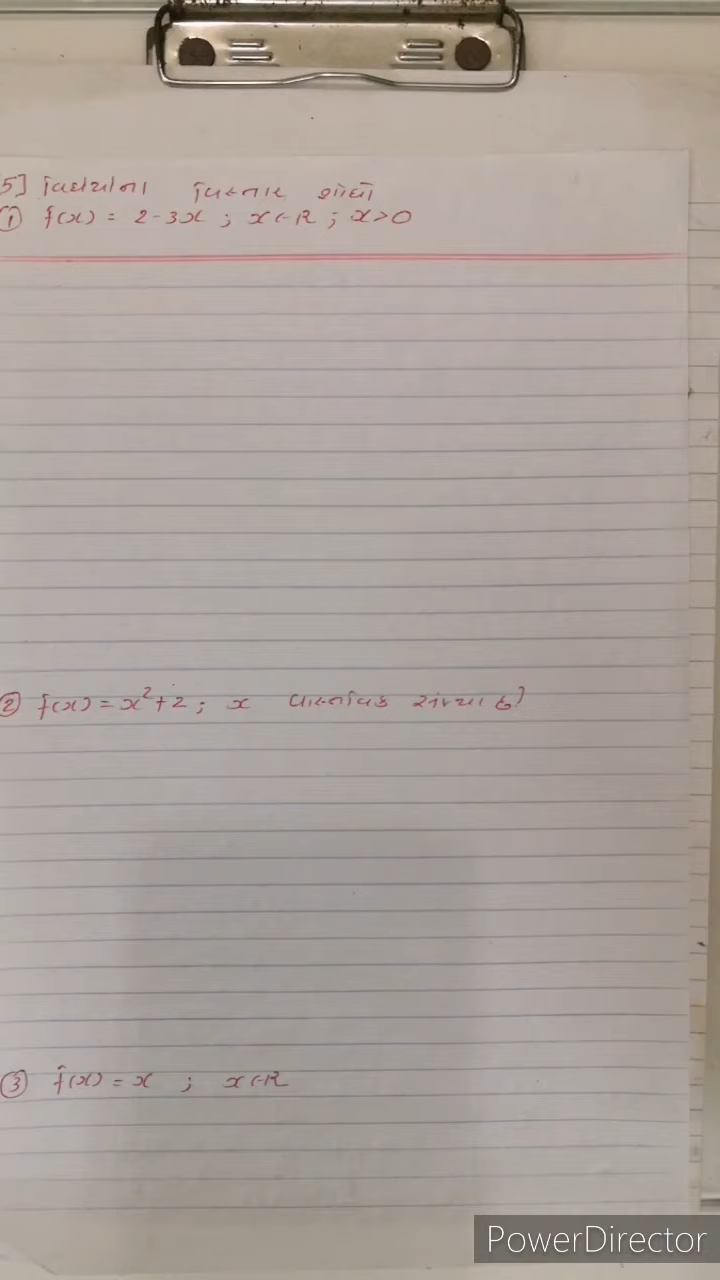 5] વિધેયોના વિસ્તાર શોધો
① f(x) = 2-3x ; x∈R ; x>0
② f(x) = x²+2 ; x વાસ્તવિક સંખ્યા છે
③ f(x) = x ; x∈R
PowerDirector